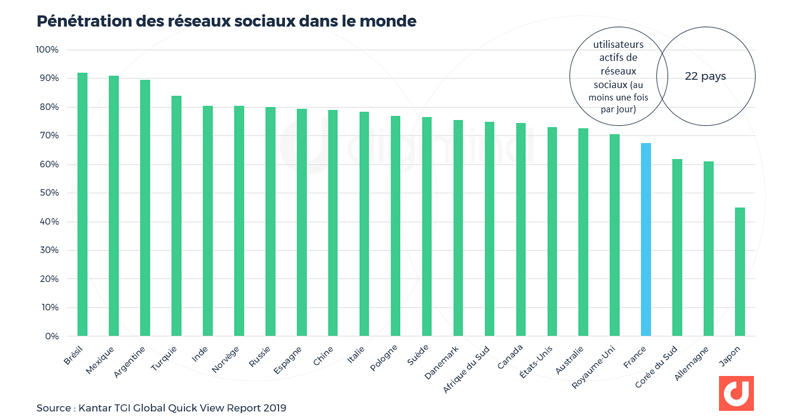 Pénétration des réseaux sociaux dans le monde
utilisateurs
actifs de
réseaux
sociaux (au
moins une fois
par jour)
22 pays
100%
90%
80%
70%
60%
50%
40%
30%
20%
10%
0%
digimind
Brésil
Mexique
Argentine
Turquie
Inde
Norvège
Russie
Espagne
Chine
Italie
Pologne
Suède
Danemark
Afrique du Sud
Canada
États-Unis
Australie
Royaume-Uni
France
Corée du Sud
Allemagne
Japon
Source : Kantar TGI Global Quick View Report 2019